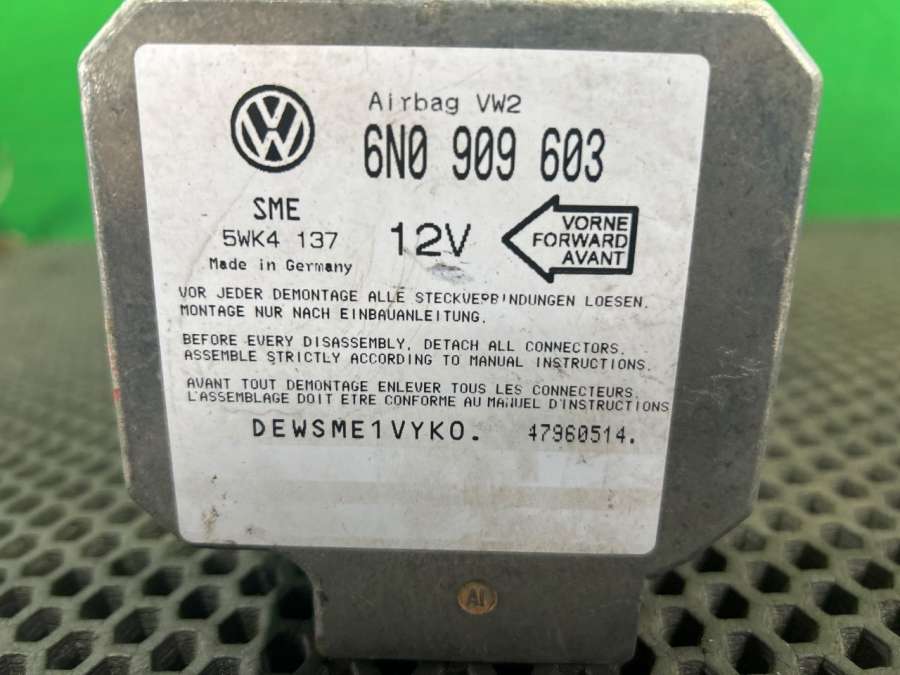 Airbag VW2
6N0 909 603
SME
5WK4 137
Made in Germany
12V
VORNE
FORWARD
AVANT
VOR JEDER DEMONTAGE ALLE STECKVERBINDUNGEN LOESEN.
MONTAGE NUR NACH EINBAUANLEITUNG.
BEFORE EVERY DISASSEMBLY, DETACH ALL CONNECTORS.
ASSEMBLE STRICTLY ACCORDING TO MANUAL INSTRUCTIONS.
AVANT TOUT DEMONTAGE ENLEVER TOUS LES CONNECTEURS.
L'ASSEMBLAGE DOIT ETRE CONFORME AU MANUEL D'INSTRUCTIONS
DEWSME1VYKO. 47960514.
AI